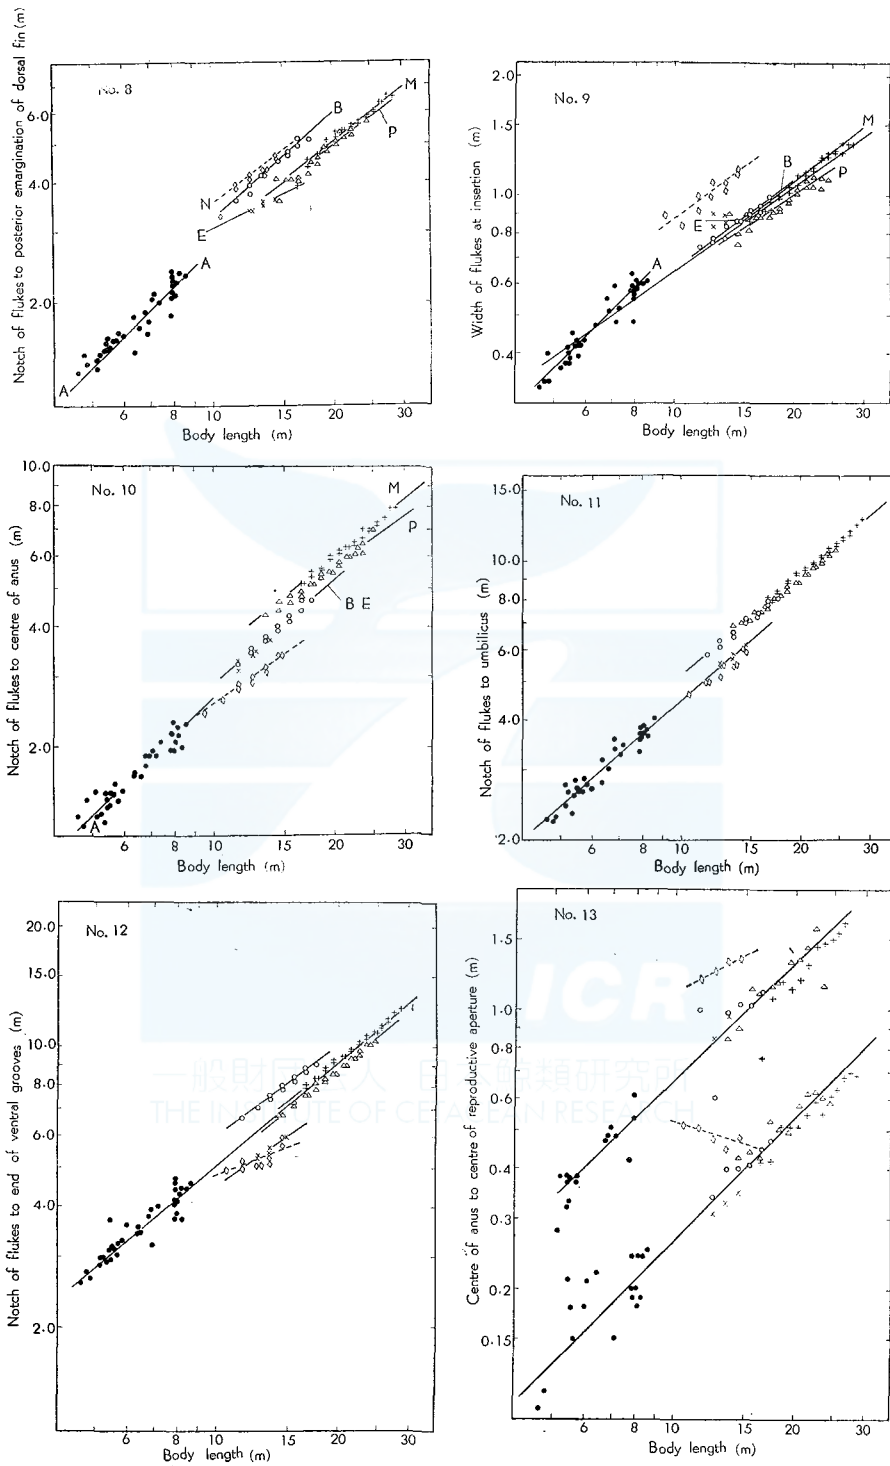 Notch of flukes to posterior emargination of dorsal fin (m)
No. 8
6.0
4.0
2.0
A
A
N
E
B
M
P
6
8
10
15
20
30
Body length (m)
Width of flukes at insertion (m)
No. 9
2.0
1.5
1.0
0.8
0.6
0.4
A
E
B
M
P
6
8
10
15
20
30
Body length (m)
Notch of flukes to centre of anus (m)
No. 10
10.0
8.0
6.0
4.0
2.0
A
M
P
B E
6
8
10
15
20
30
Body length (m)
Notch of flukes to umbilicus (m)
No. 11
15.0
10.0
8.0
6.0
4.0
2.0
6
8
10
15
20
30
Body length (m)
Notch of flukes to end of ventral grooves (m)
No. 12
20.0
15.0
10.0
8.0
6.0
4.0
2.0
6
8
10
15
20
30
Body length (m)
Centre of anus to centre of reproductive aperture (m)
No. 13
1.5
1.0
0.8
0.6
0.4
0.3
0.2
0.15
6
8
10
15
20
30
Body length (m)
ICR
一般財団法人 日本鯨類研究所
THE INSTITUTE OF CETACEAN RESEARCH